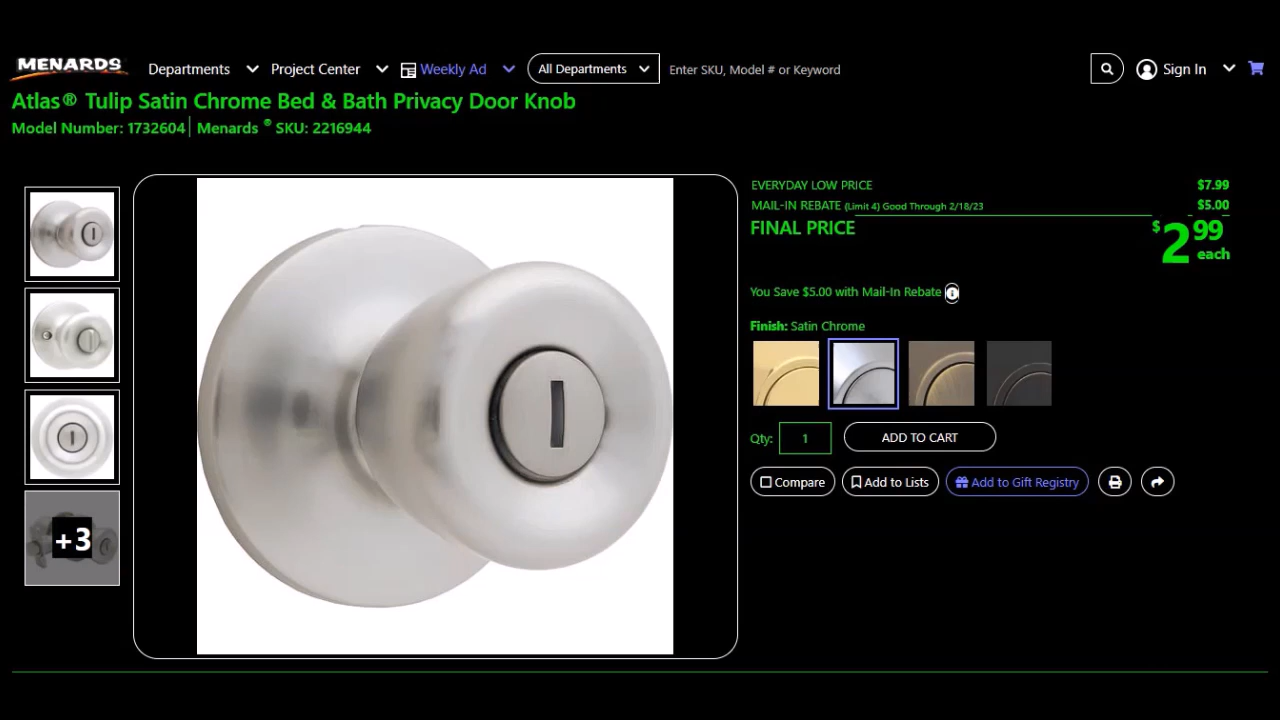 MENARDS Departments Project Center Weekly Ad All Departments Enter SKU, Model # or Keyword Sign In
Atlas® Tulip Satin Chrome Bed & Bath Privacy Door Knob
Model Number: 1732604 Menards ® SKU: 2216944
EVERYDAY LOW PRICE $7.99
MAIL-IN REBATE (Limit 4) Good Through 2/18/23 $5.00
FINAL PRICE $2 99 each
You Save $5.00 with Mail-In Rebate
Finish: Satin Chrome
Qty: 1 ADD TO CART
Compare Add to Lists Add to Gift Registry
+3